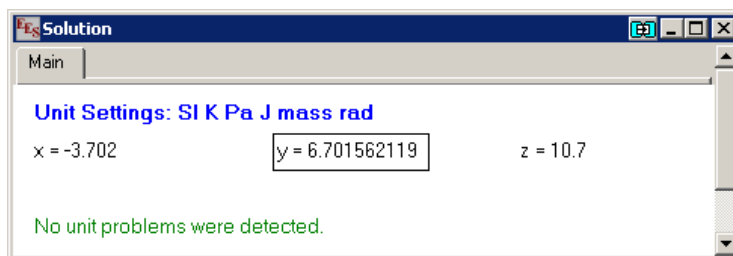 EES Solution
Main
Unit Settings: SI K Pa J mass rad
x = -3.702 y = 6.701562119 z = 10.7
No unit problems were detected.